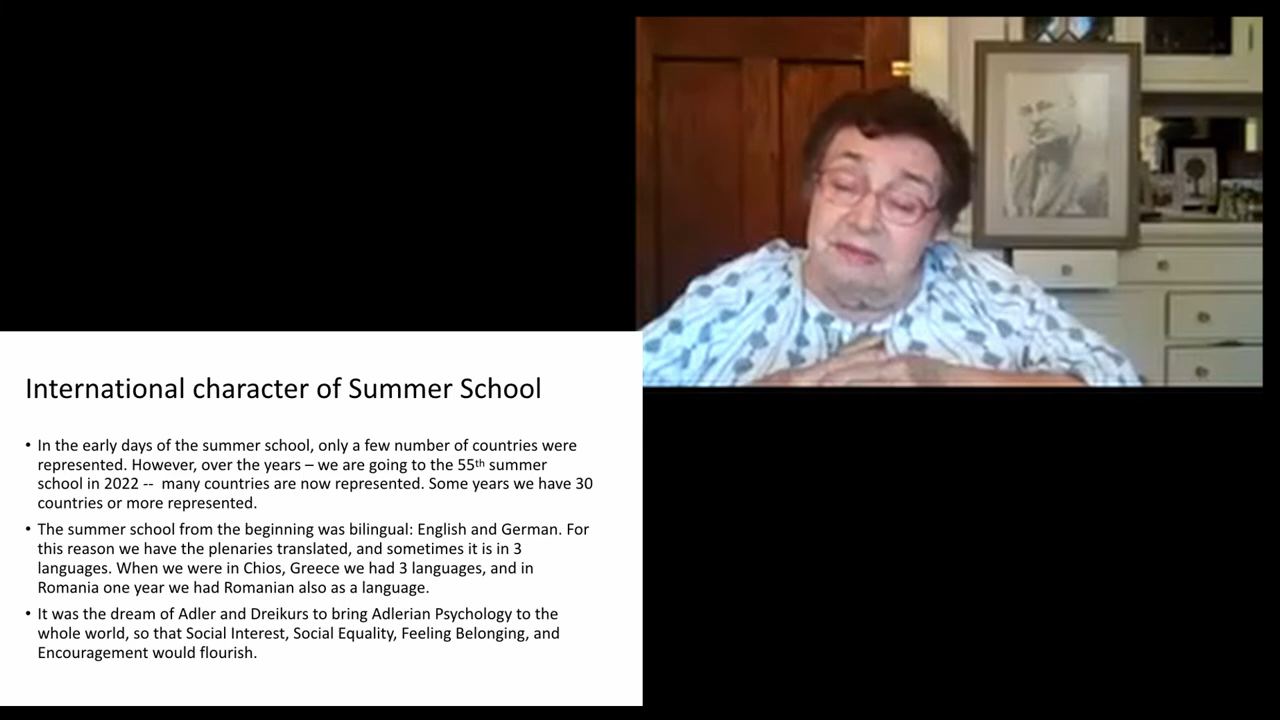 International character of Summer School
• In the early days of the summer school, only a few number of countries were
represented. However, over the years – we are going to the 55th summer
school in 2022 -- many countries are now represented. Some years we have 30
countries or more represented.
• The summer school from the beginning was bilingual: English and German. For
this reason we have the plenaries translated, and sometimes it is in 3
languages. When we were in Chios, Greece we had 3 languages, and in
Romania one year we had Romanian also as a language.
• It was the dream of Adler and Dreikurs to bring Adlerian Psychology to the
whole world, so that Social Interest, Social Equality, Feeling Belonging, and
Encouragement would flourish.